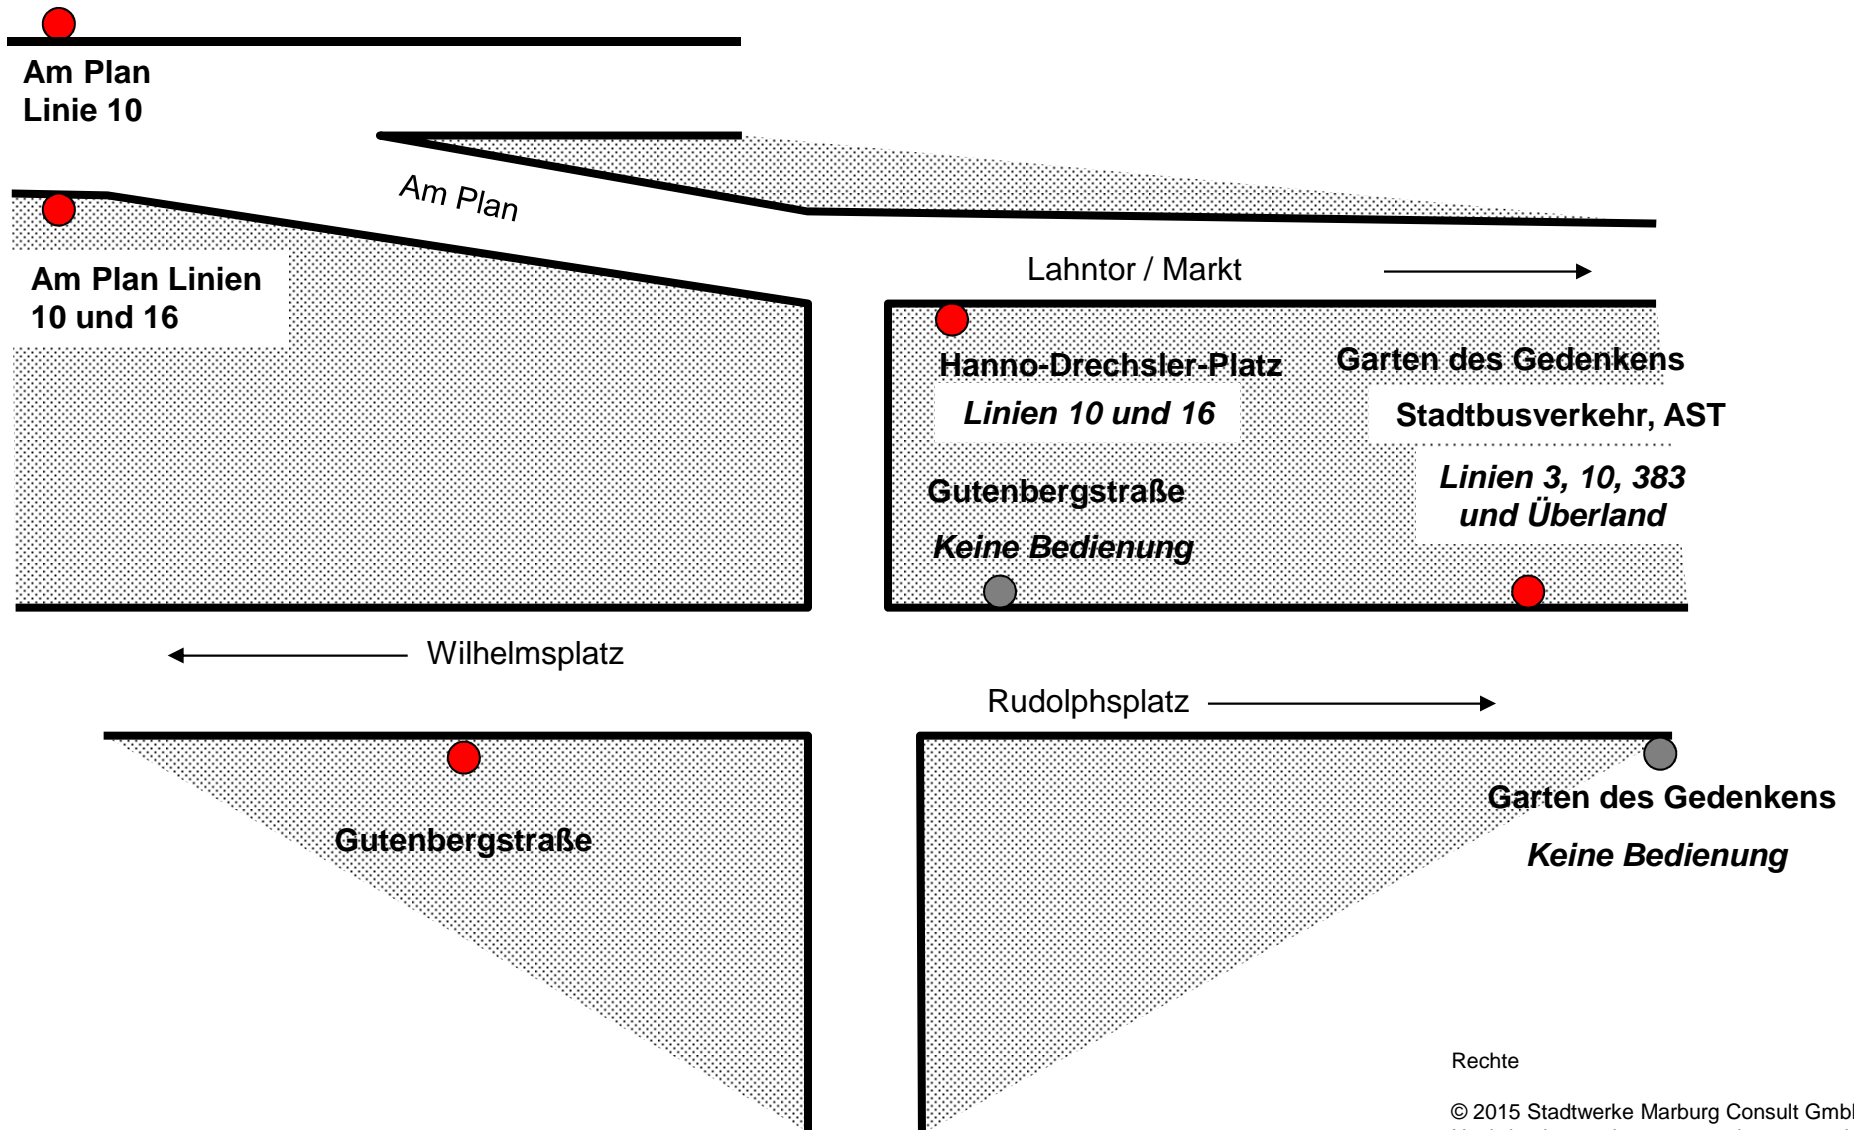 Am Plan
Linie 10
Am Plan
Am Plan Linien
10 und 16
Lahntor / Markt
Hanno-Drechsler-Platz
Linien 10 und 16
Garten des Gedenkens
Stadtbusverkehr, AST
Linien 3, 10, 383
und Überland
Gutenbergstraße
Keine Bedienung
Wilhelmsplatz
Rudolphsplatz
Gutenbergstraße
Garten des Gedenkens
Keine Bedienung
Rechte
© 2015 Stadtwerke Marburg Consult Gmb